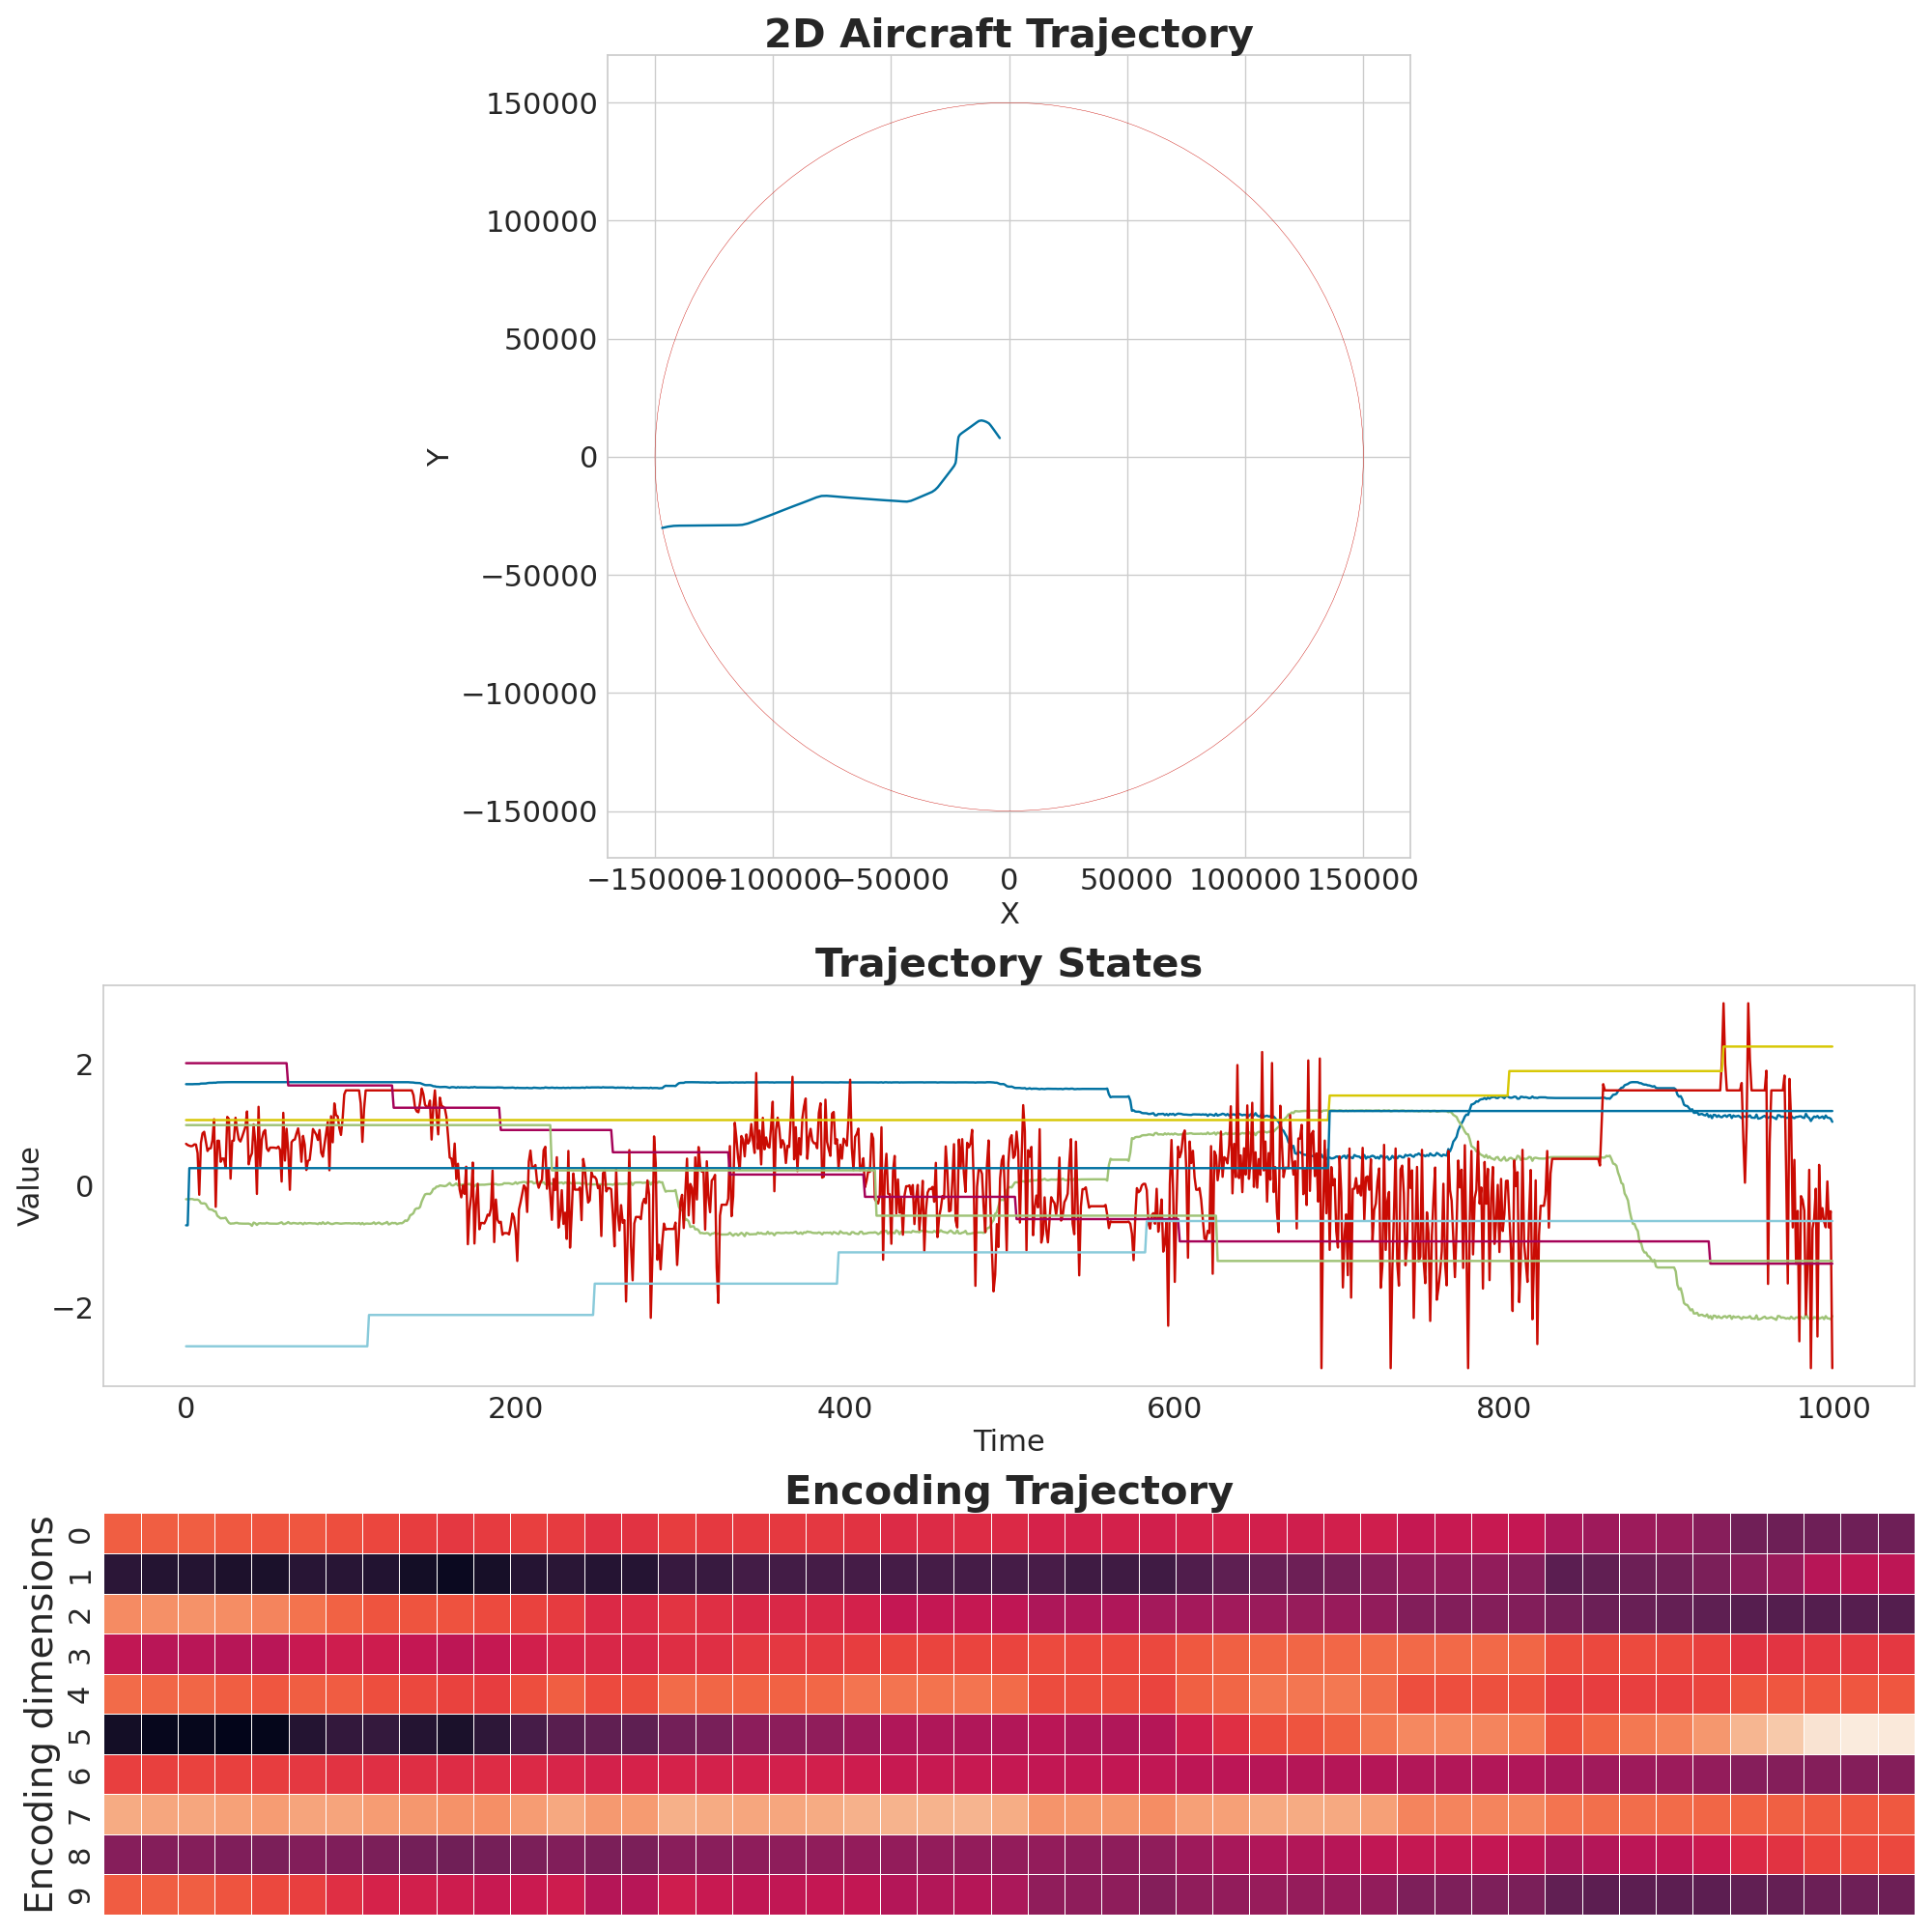 2D Aircraft Trajectory
150000
100000
50000
0
−50000
−100000
−150000
Y
−150000 −100000 −50000 0 50000 100000 150000
X
Trajectory States
2
0
−2
Value
0 200 400 600 800 1000
Time
Encoding Trajectory
Encoding dimensions
0
1
2
3
4
5
6
7
8
9